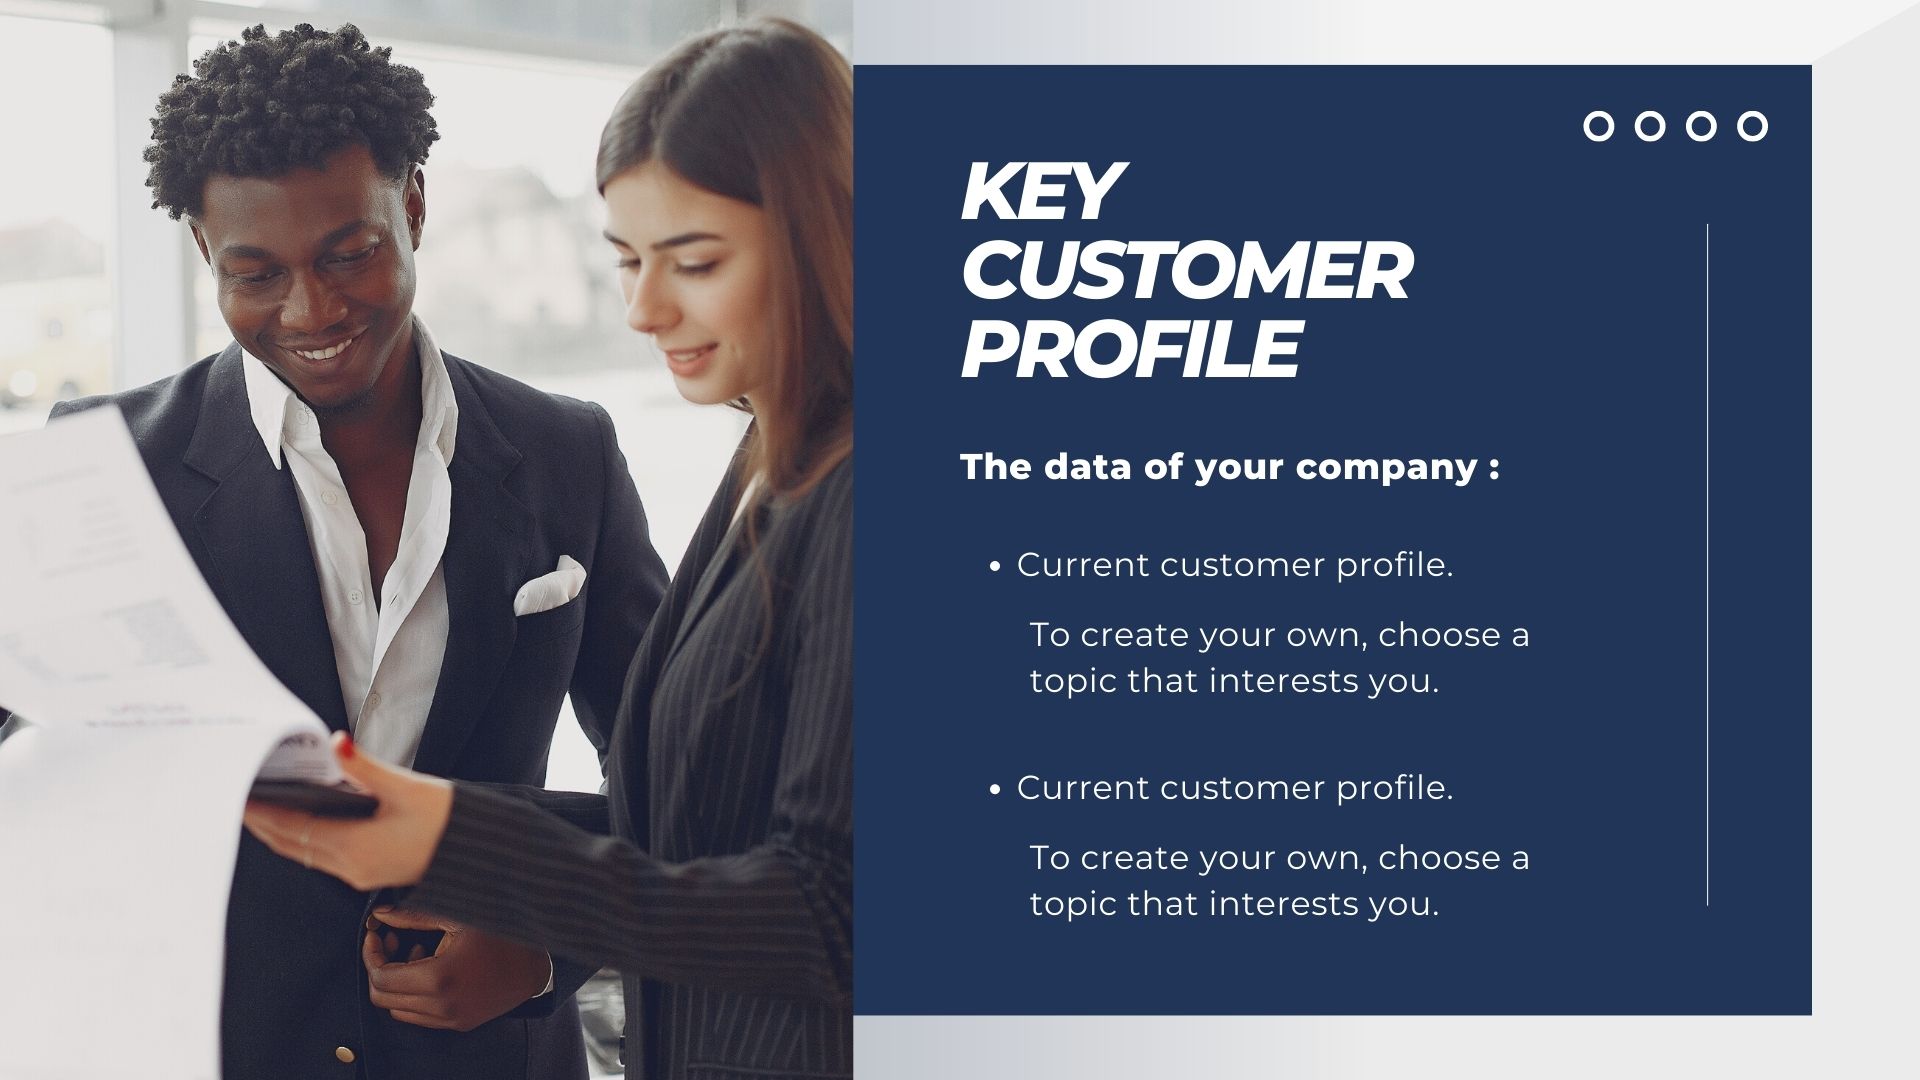 KEY
CUSTOMER
PROFILE
The data of your company :
• Current customer profile.
To create your own, choose a
topic that interests you.
• Current customer profile.
To create your own, choose a
topic that interests you.